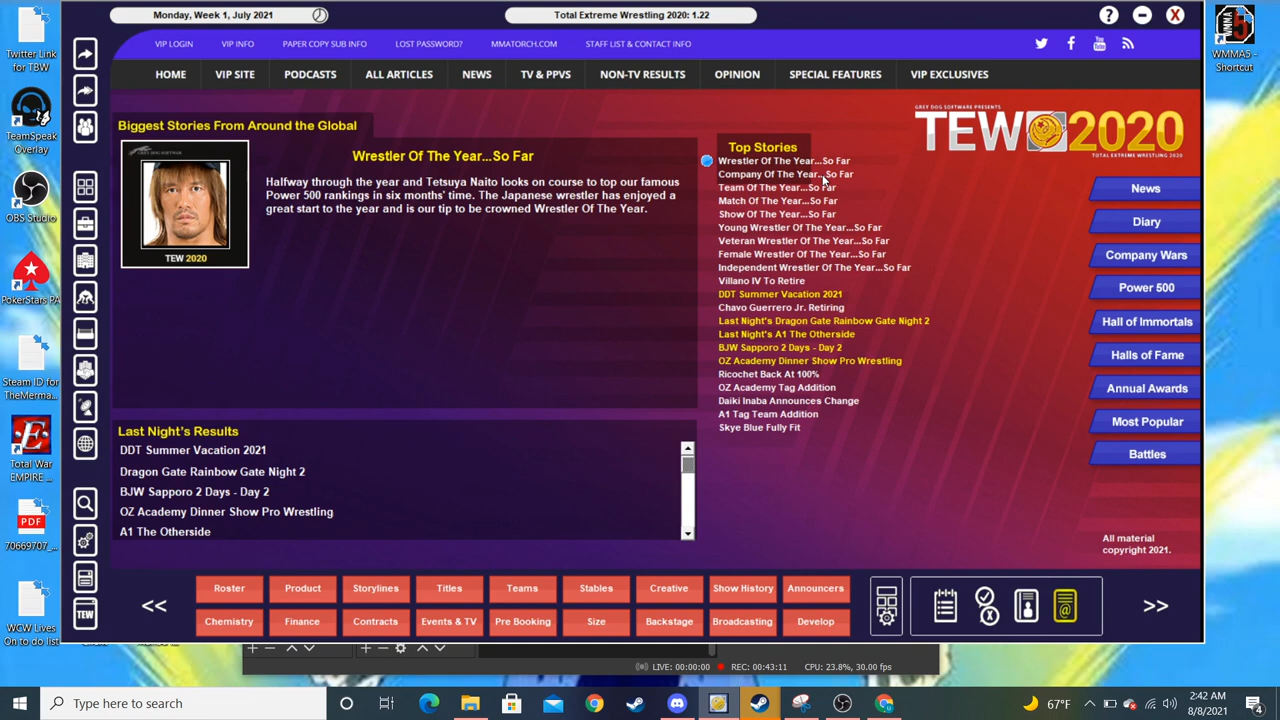 Twitter Link
for TBW
TeamSpeak
Overlay
OBS Studio
PokerStars PA
Steam ID for
TheMerma...
Total War
EMPIRE ...
PDF
70669707_...
WCW Lives
On to do list
WMMA5 -
Shortcut
Monday, Week 1, July 2021
Total Extreme Wrestling 2020: 1.22
VIP LOGIN VIP INFO PAPER COPY SUB INFO LOST PASSWORD? MMATORCH.COM STAFF LIST & CONTACT INFO
HOME VIP SITE PODCASTS ALL ARTICLES NEWS TV & PPVS NON-TV RESULTS OPINION SPECIAL FEATURES VIP EXCLUSIVES
Biggest Stories From Around the Global
GREY DOG SOFTWARE
TEW 2020
Wrestler Of The Year...So Far
Halfway through the year and Tetsuya Naito looks on course to top our famous
Power 500 rankings in six months' time. The Japanese wrestler has enjoyed a
great start to the year and is our tip to be crowned Wrestler Of The Year.
Top Stories
Wrestler Of The Year...So Far
Company Of The Year...So Far
Team Of The Year...So Far
Match Of The Year...So Far
Show Of The Year...So Far
Young Wrestler Of The Year...So Far
Veteran Wrestler Of The Year...So Far
Female Wrestler Of The Year...So Far
Independent Wrestler Of The Year...So Far
Villano IV To Retire
DDT Summer Vacation 2021
Chavo Guerrero Jr. Retiring
Last Night's Dragon Gate Rainbow Gate Night 2
Last Night's A1 The Otherside
BJW Sapporo 2 Days - Day 2
OZ Academy Dinner Show Pro Wrestling
Ricochet Back At 100%
OZ Academy Tag Addition
Daiki Inaba Announces Change
A1 Tag Team Addition
Skye Blue Fully Fit
GREY DOG SOFTWARE PRESENTS
TEW 2020
TOTAL EXTREME WRESTLING 2020
News
Diary
Company Wars
Power 500
Hall of Immortals
Halls of Fame
Annual Awards
Most Popular
Battles
Last Night's Results
DDT Summer Vacation 2021
Dragon Gate Rainbow Gate Night 2
BJW Sapporo 2 Days - Day 2
OZ Academy Dinner Show Pro Wrestling
A1 The Otherside
All material
copyright 2021.
TEW
<<
Roster Product Storylines Titles Teams Stables Creative Show History Announcers
Chemistry Finance Contracts Events & TV Pre Booking Size Backstage Broadcasting Develop
>>
LIVE: 00:00:00 REC: 00:43:11 CPU: 23.8%, 30.00 fps
Type here to search
67°F
2:42 AM
8/8/2021